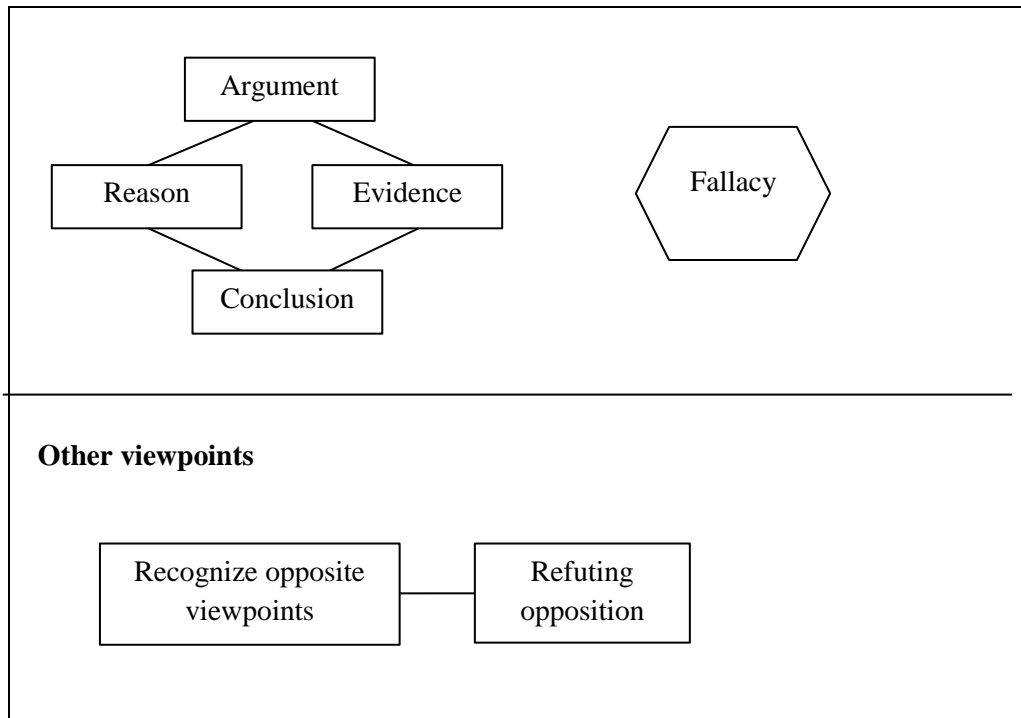 Argument
Reason
Evidence
Fallacy
Conclusion
Other viewpoints
Recognize opposite
viewpoints
Refuting
opposition